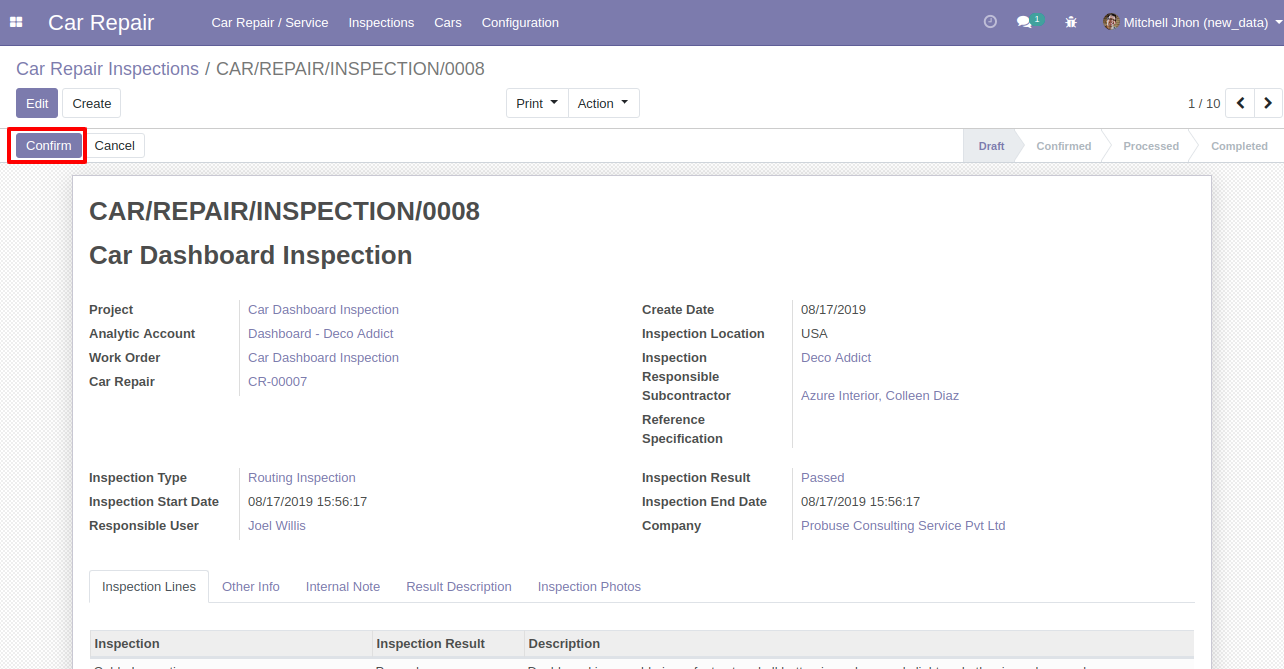 Car Repair Car Repair / Service Inspections Cars Configuration 1 Mitchell Jhon (new_data)
Car Repair Inspections / CAR/REPAIR/INSPECTION/0008
Edit Create Print Action 1 / 10
Confirm Cancel Draft Confirmed Processed Completed
CAR/REPAIR/INSPECTION/0008
Car Dashboard Inspection
Project Car Dashboard Inspection
Analytic Account Dashboard - Deco Addict
Work Order Car Dashboard Inspection
Car Repair CR-00007
Create Date 08/17/2019
Inspection Location USA
Inspection Deco Addict
Responsible
Subcontractor Azure Interior, Colleen Diaz
Reference
Specification
Inspection Type Routing Inspection
Inspection Start Date 08/17/2019 15:56:17
Responsible User Joel Willis
Inspection Result Passed
Inspection End Date 08/17/2019 15:56:17
Company Probuse Consulting Service Pvt Ltd
Inspection Lines Other Info Internal Note Result Description Inspection Photos
Inspection Inspection Result Description